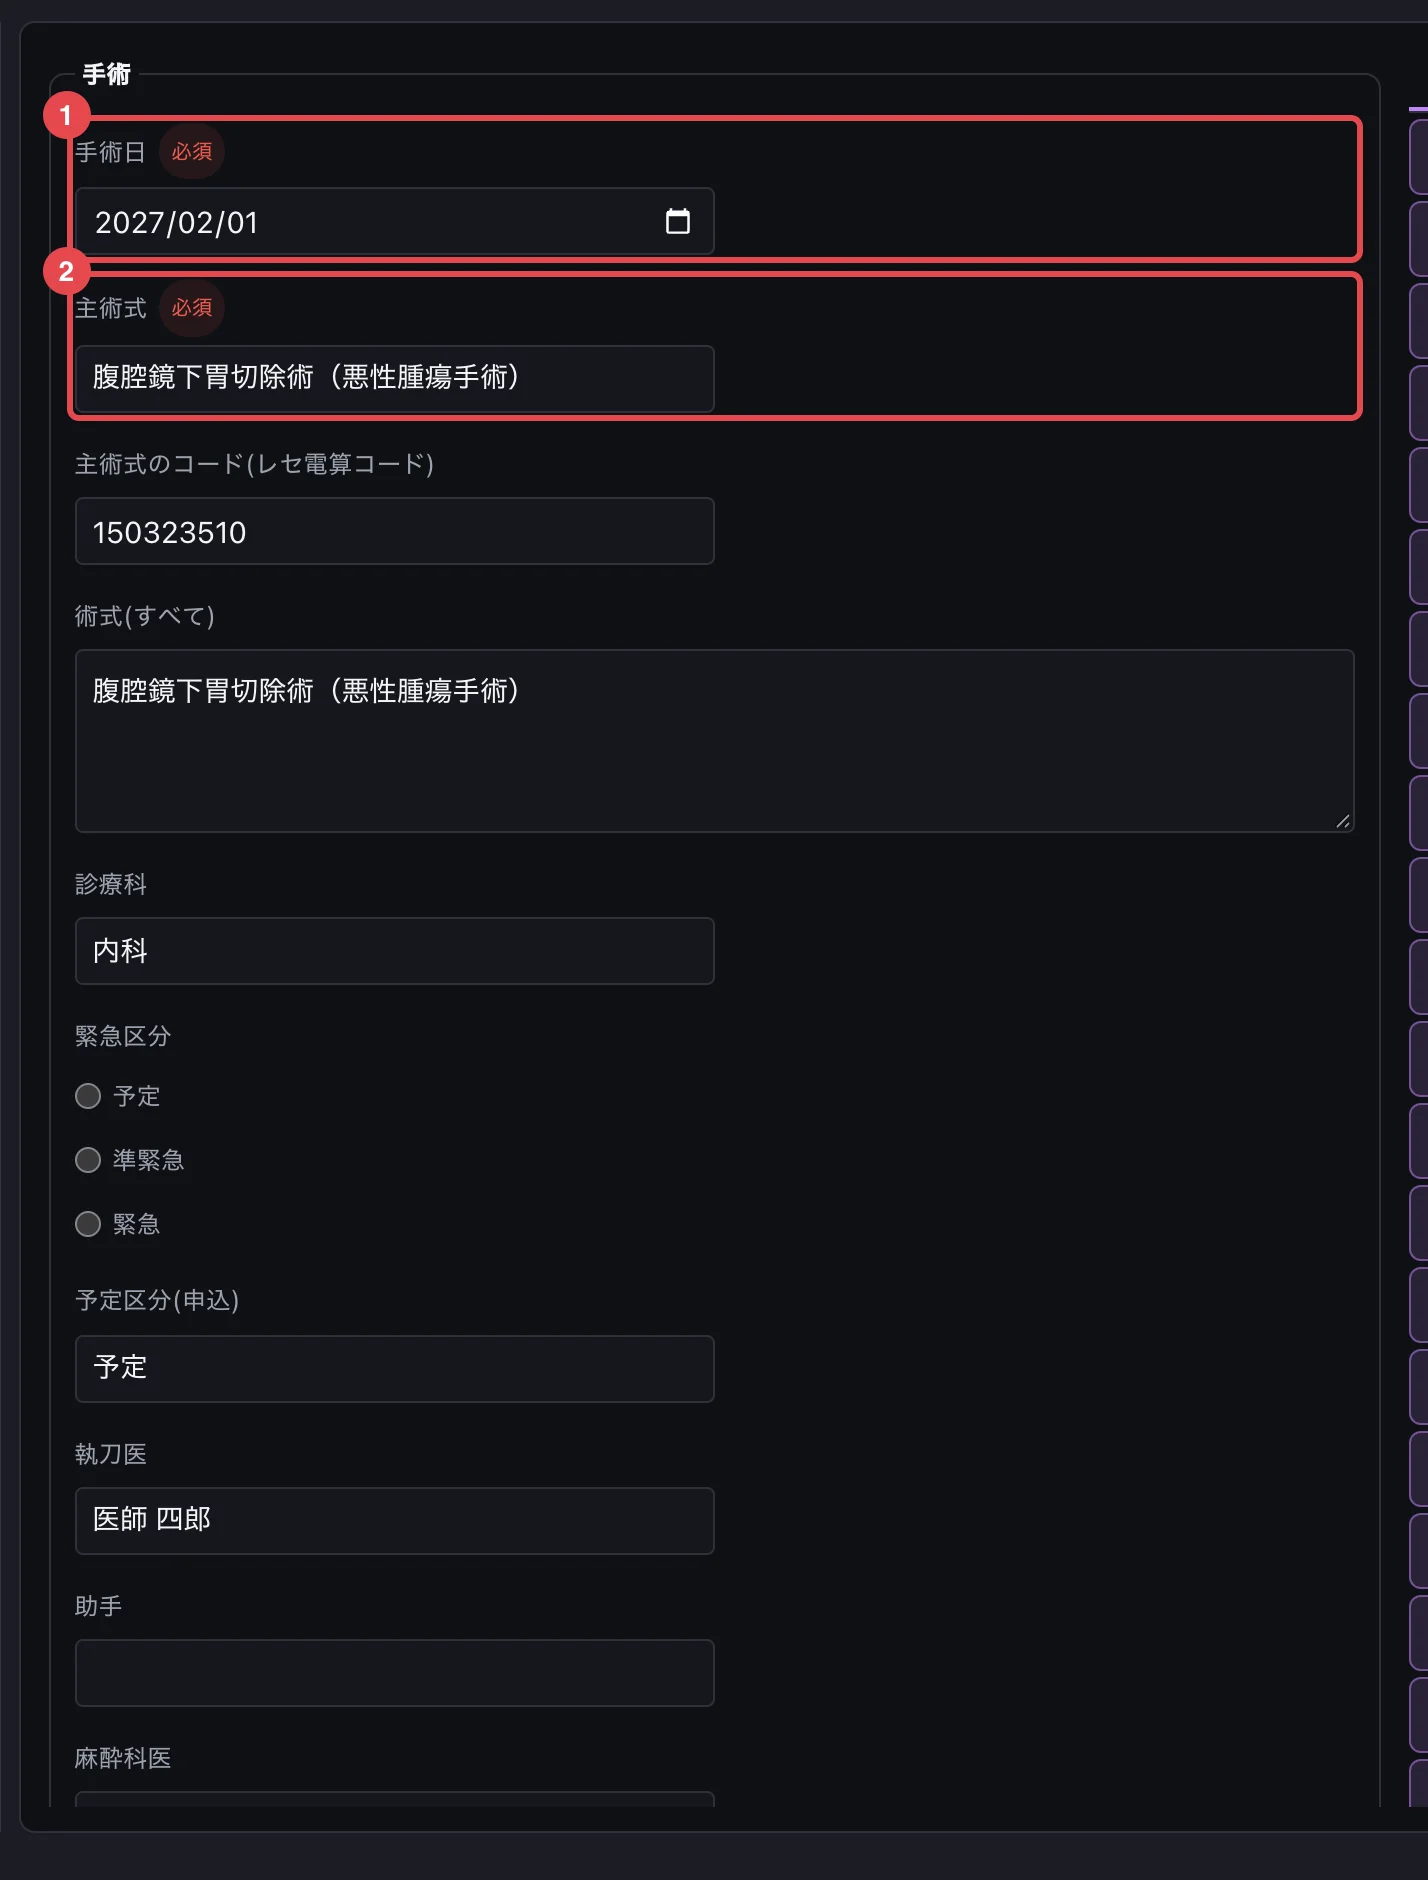 手術
1
手術日 必須
2027/02/01
2
主術式 必須
腹腔鏡下胃切除術（悪性腫瘍手術）
主術式のコード(レセ電算コード)
150323510
術式(すべて)
腹腔鏡下胃切除術（悪性腫瘍手術）
診療科
内科
緊急区分
予定
準緊急
緊急
予定区分(申込)
予定
執刀医
医師 四郎
助手
麻酔科医